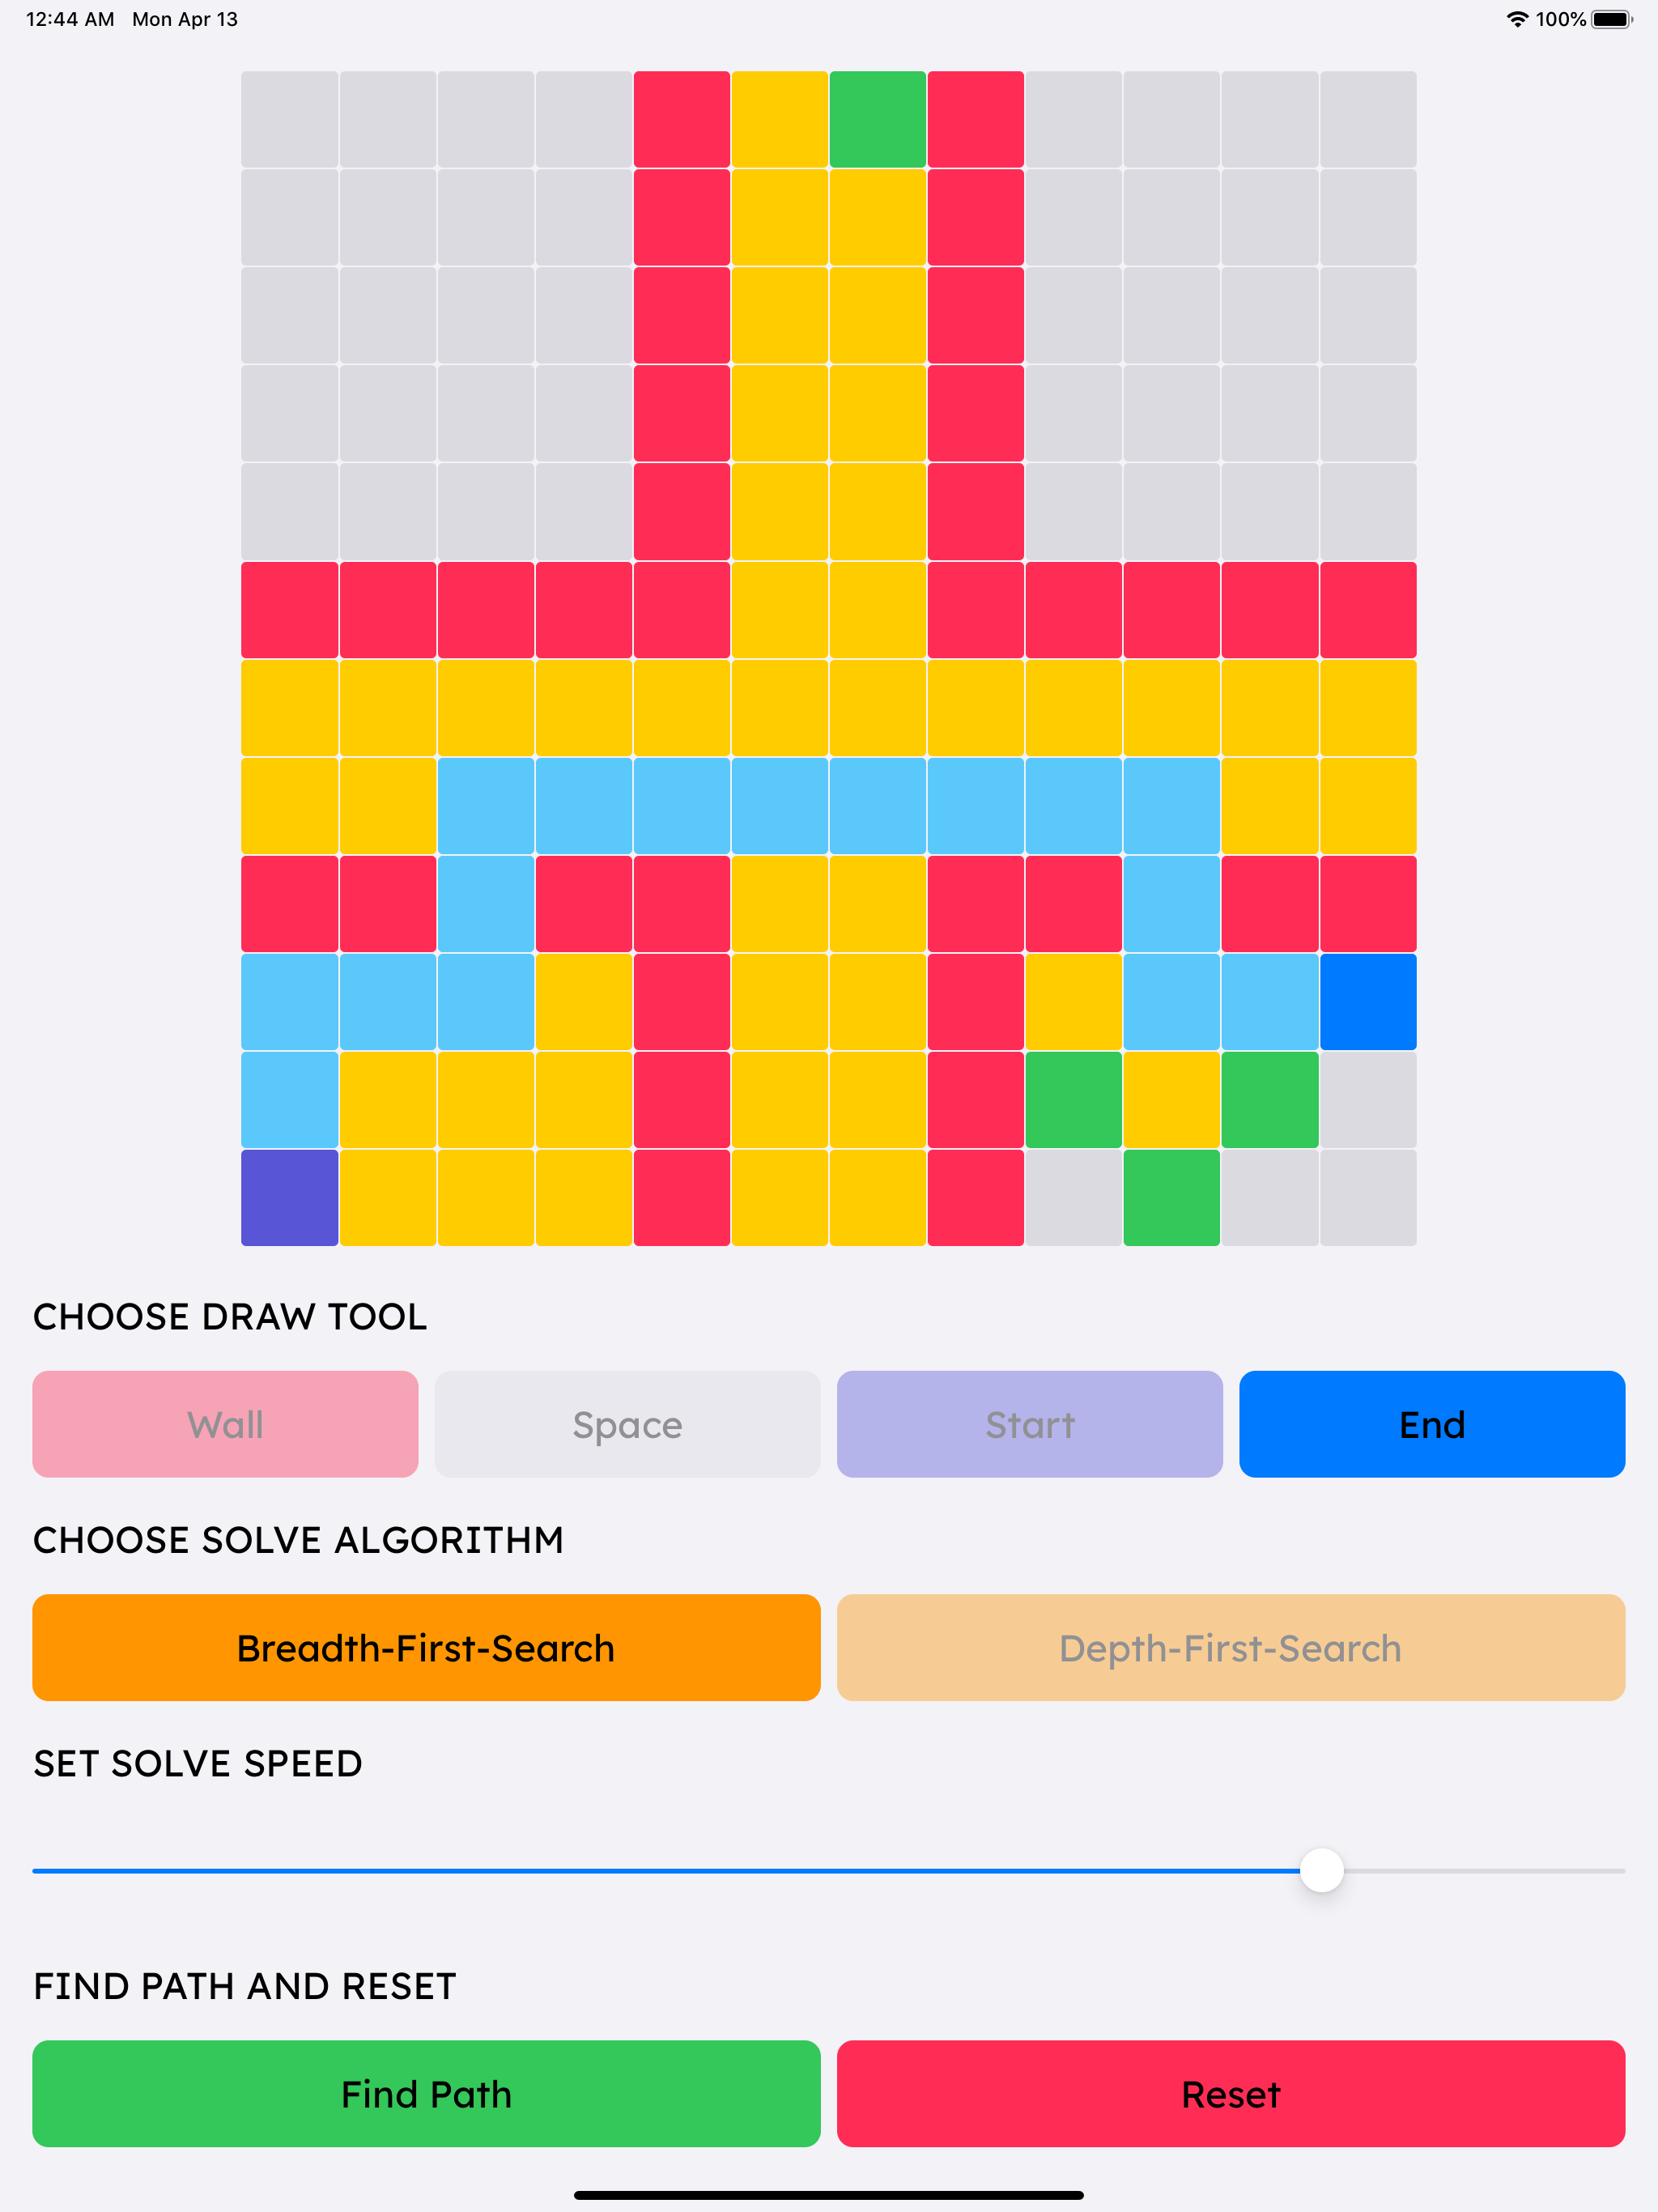 12:44 AM Mon Apr 13 100%
CHOOSE DRAW TOOL
Wall Space Start End
CHOOSE SOLVE ALGORITHM
Breadth-First-Search Depth-First-Search
SET SOLVE SPEED
FIND PATH AND RESET
Find Path Reset